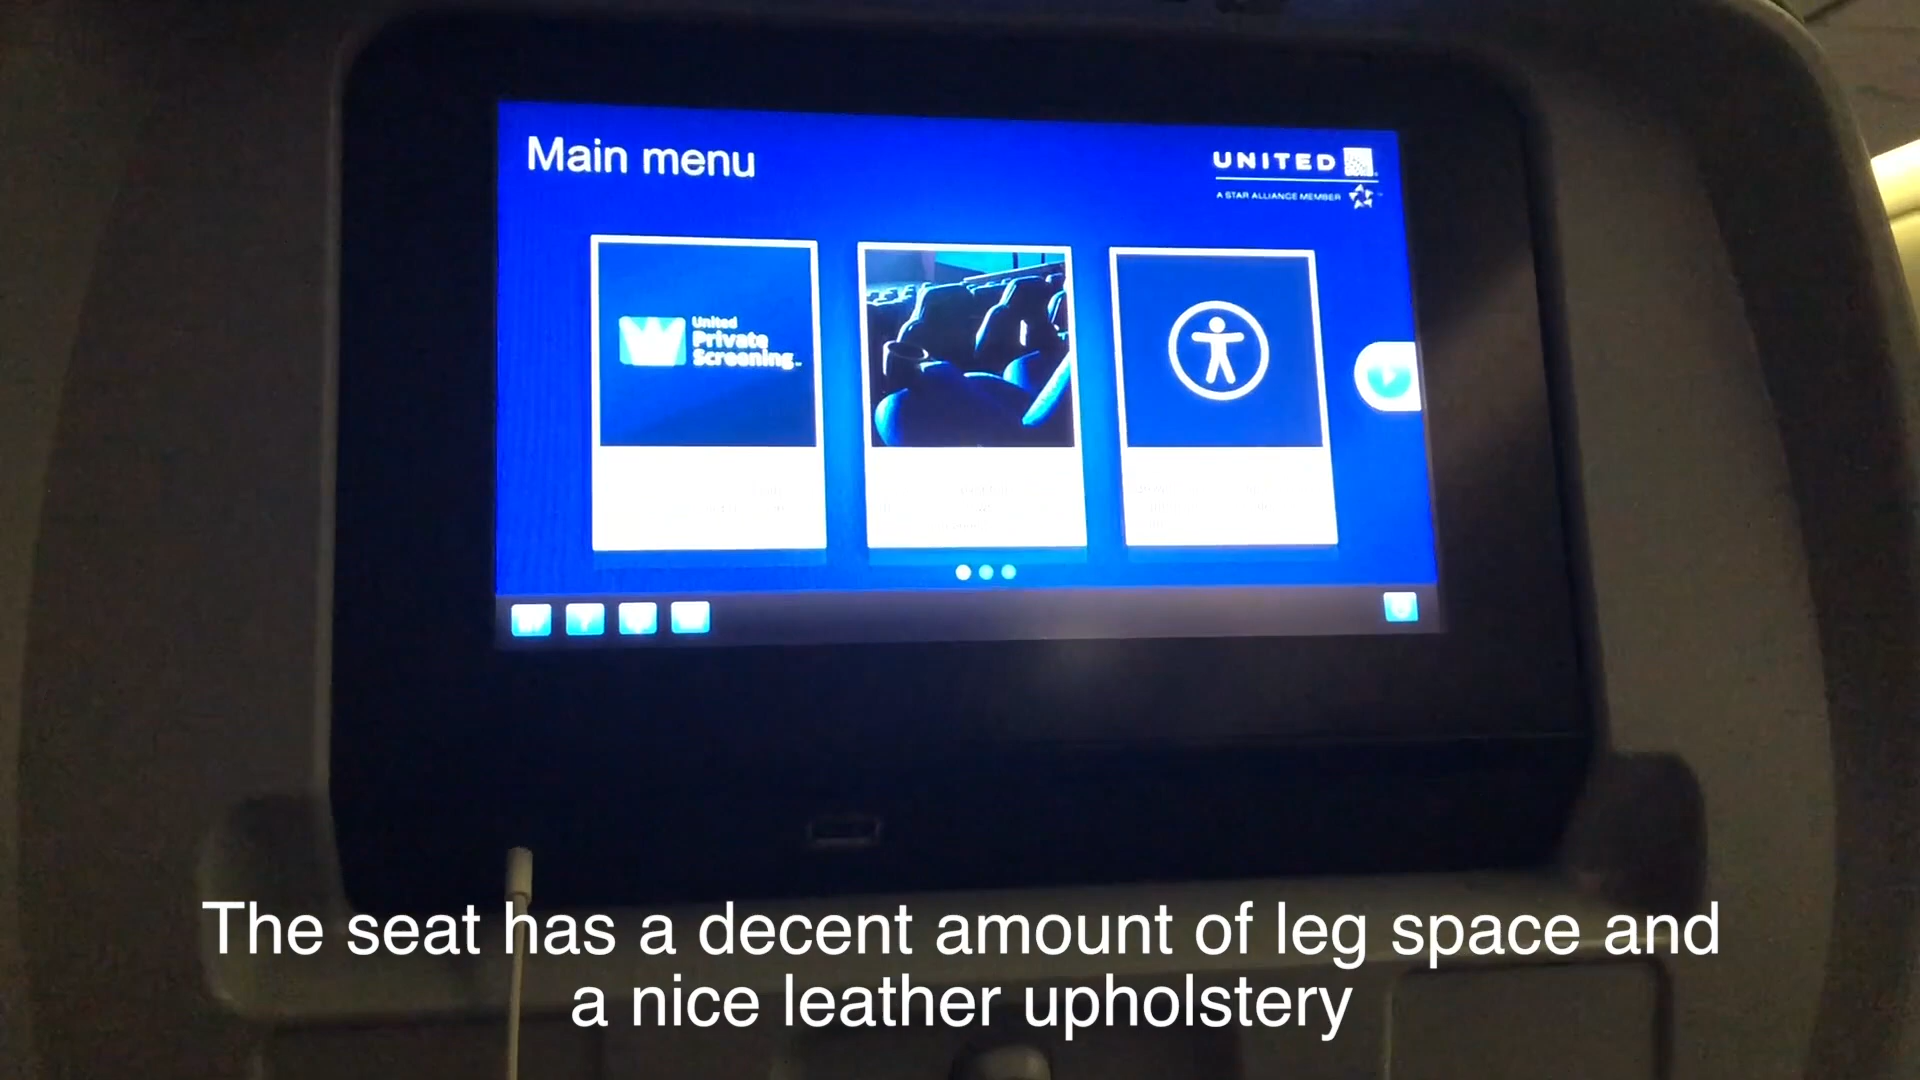 Main menu
UNITED
A STAR ALLIANCE MEMBER
United
Private
Screening
The seat has a decent amount of leg space and
a nice leather upholstery